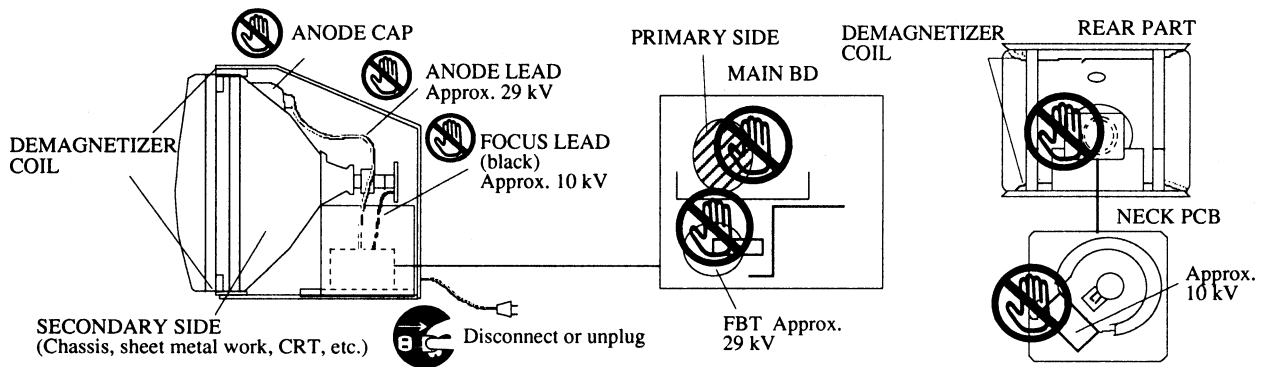 ANODE CAP
ANODE LEAD
Approx. 29 kV
FOCUS LEAD
(black)
Approx. 10 kV
DEMAGNETIZER
COIL
SECONDARY SIDE
(Chassis, sheet metal work, CRT, etc.)
Disconnect or unplug
PRIMARY SIDE
MAIN BD
FBT Approx.
29 kV
DEMAGNETIZER
COIL
REAR PART
NECK PCB
Approx.
10 kV